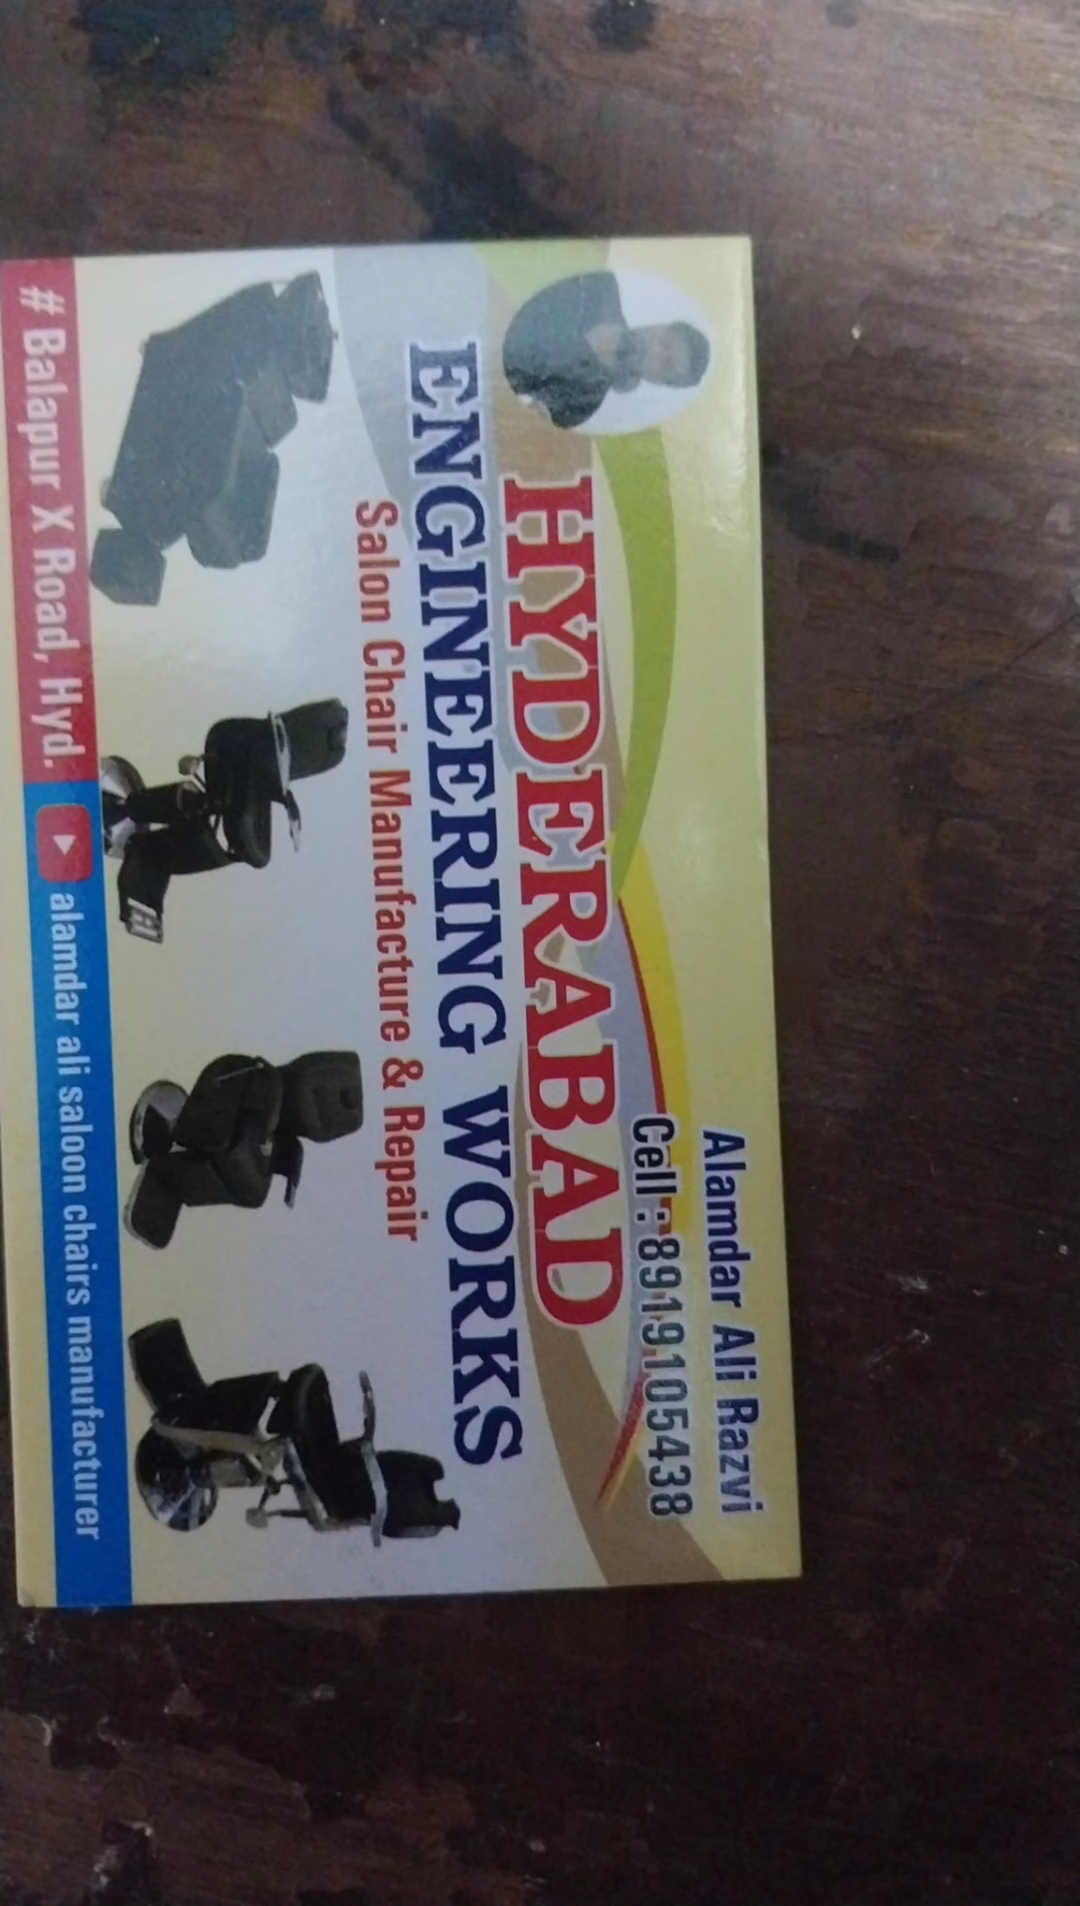 Alamdar Ali Razvi
Cell : 8919105438
HYDERABAD
ENGINEERING WORKS
Salon Chair Manufacture & Repair
# Balapur X Road, Hyd.
alamdar ali saloon chairs manufacturer